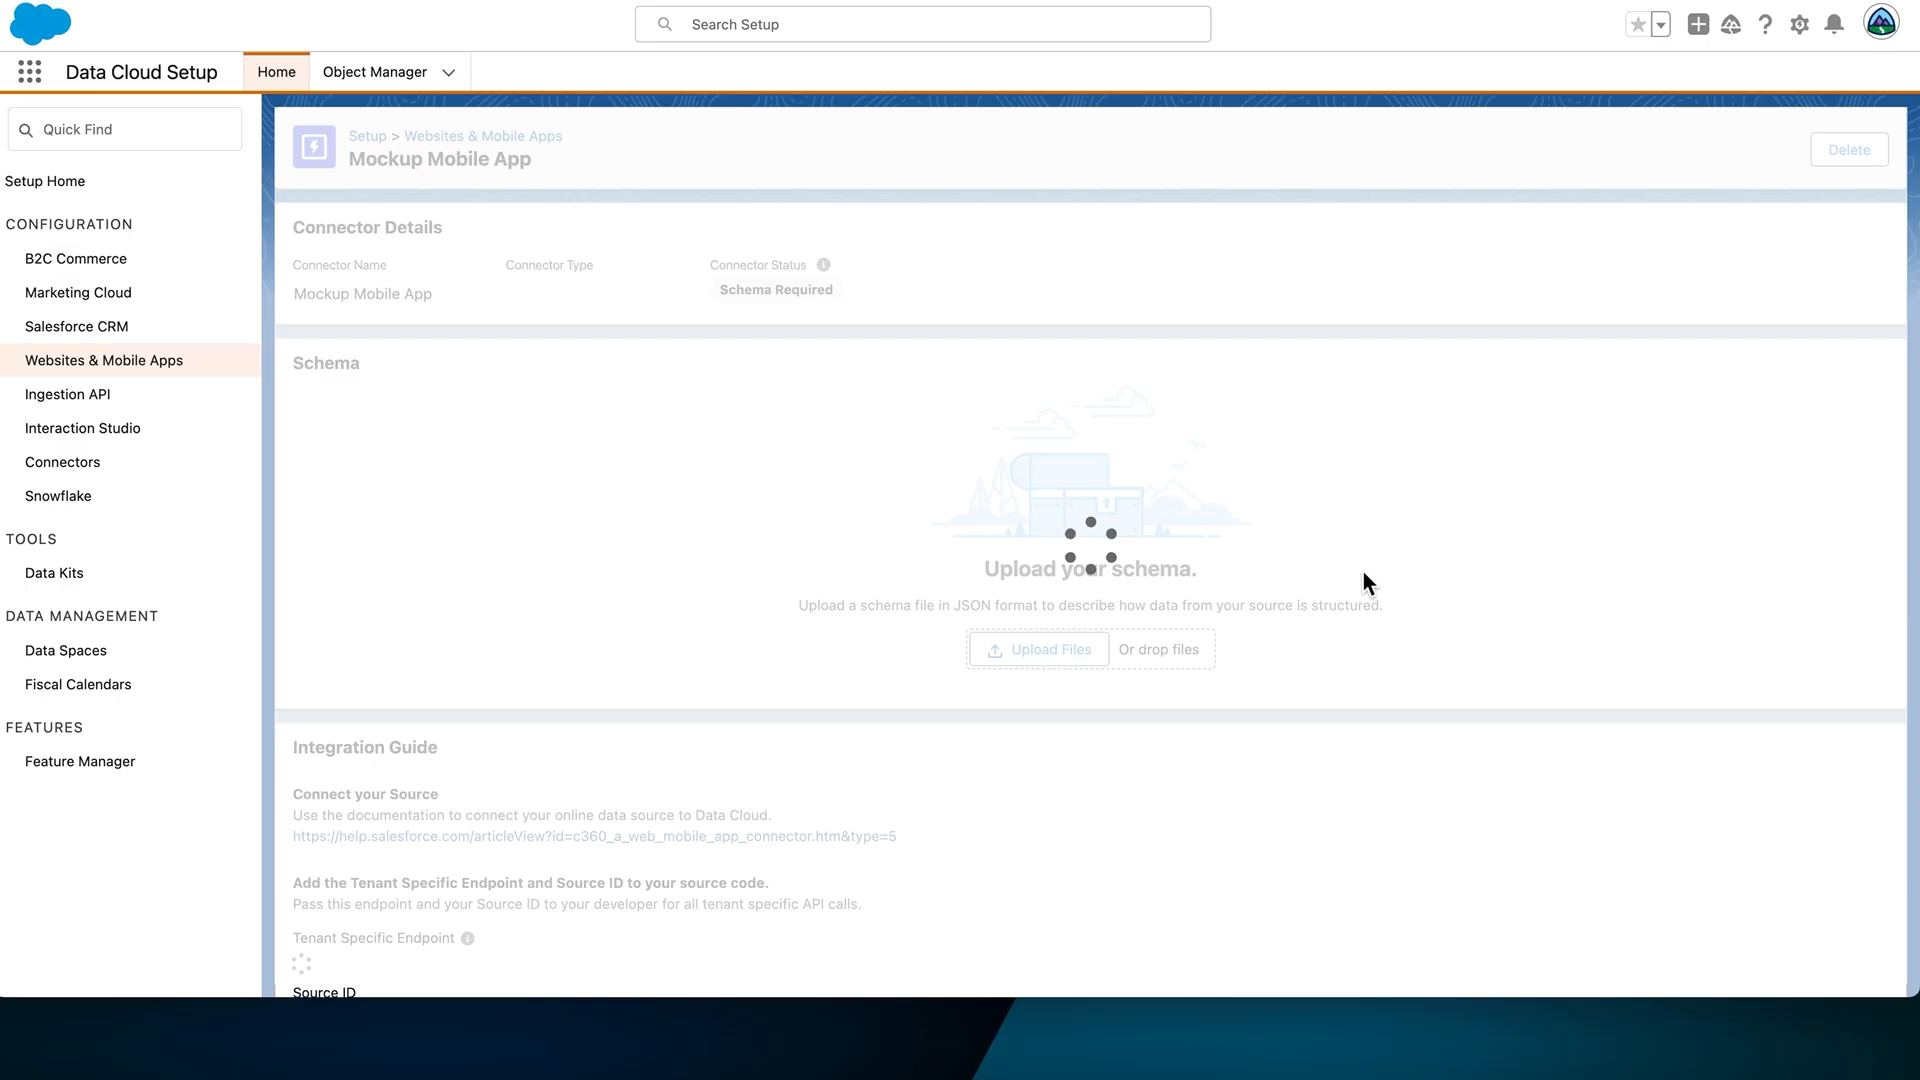 Search Setup
Data Cloud Setup
Home
Object Manager
Quick Find
Setup Home
CONFIGURATION
B2C Commerce
Marketing Cloud
Salesforce CRM
Websites & Mobile Apps
Ingestion API
Interaction Studio
Connectors
Snowflake
TOOLS
Data Kits
DATA MANAGEMENT
Data Spaces
Fiscal Calendars
FEATURES
Feature Manager
Setup > Websites & Mobile Apps
Mockup Mobile App
Delete
Connector Details
Connector Name
Connector Type
Connector Status
Mockup Mobile App
Schema Required
Schema
Upload your schema.
Upload a schema file in JSON format to describe how data from your source is structured.
Upload Files
Or drop files
Integration Guide
Connect your Source
Use the documentation to connect your online data source to Data Cloud.
https://help.salesforce.com/articleView?id=c360_a_web_mobile_app_connector.htm&type=5
Add the Tenant Specific Endpoint and Source ID to your source code.
Pass this endpoint and your Source ID to your developer for all tenant specific API calls.
Tenant Specific Endpoint
Source ID